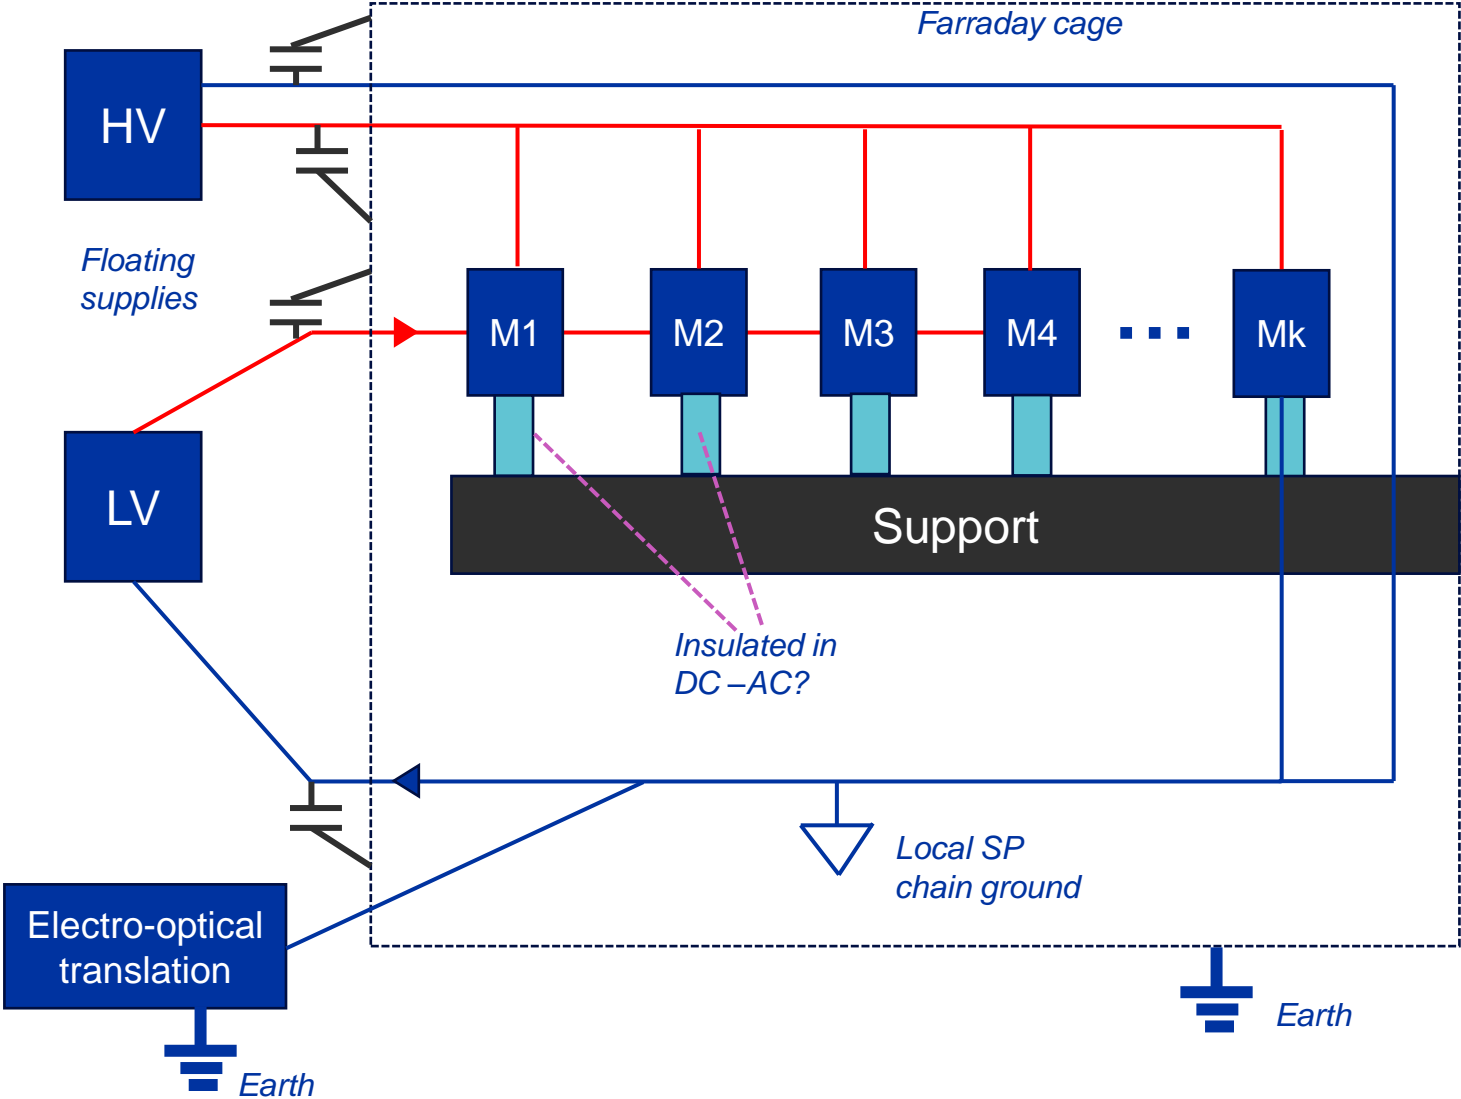 Farraday cage
HV
Floating
supplies
M1
M2
M3
M4
...
Mk
LV
Support
Insulated in
DC –AC?
Local SP
chain ground
Electro-optical
translation
Earth
Earth